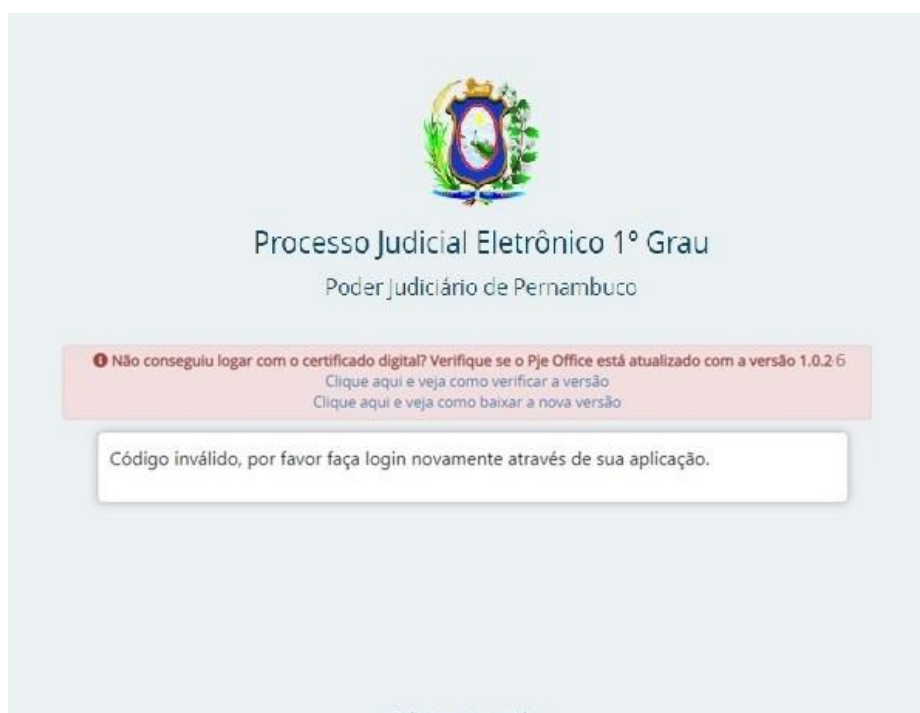 Processo Judicial Eletrônico 1º Grau
Poder Judiciário de Pernambuco
Não conseguiu logar com o certificado digital? Verifique se o Pje Office está atualizado com a versão 1.0.26
Clique aqui e veja como verificar a versão
Clique aqui e veja como baixar a nova versão
Código inválido, por favor faça login novamente através de sua aplicação.